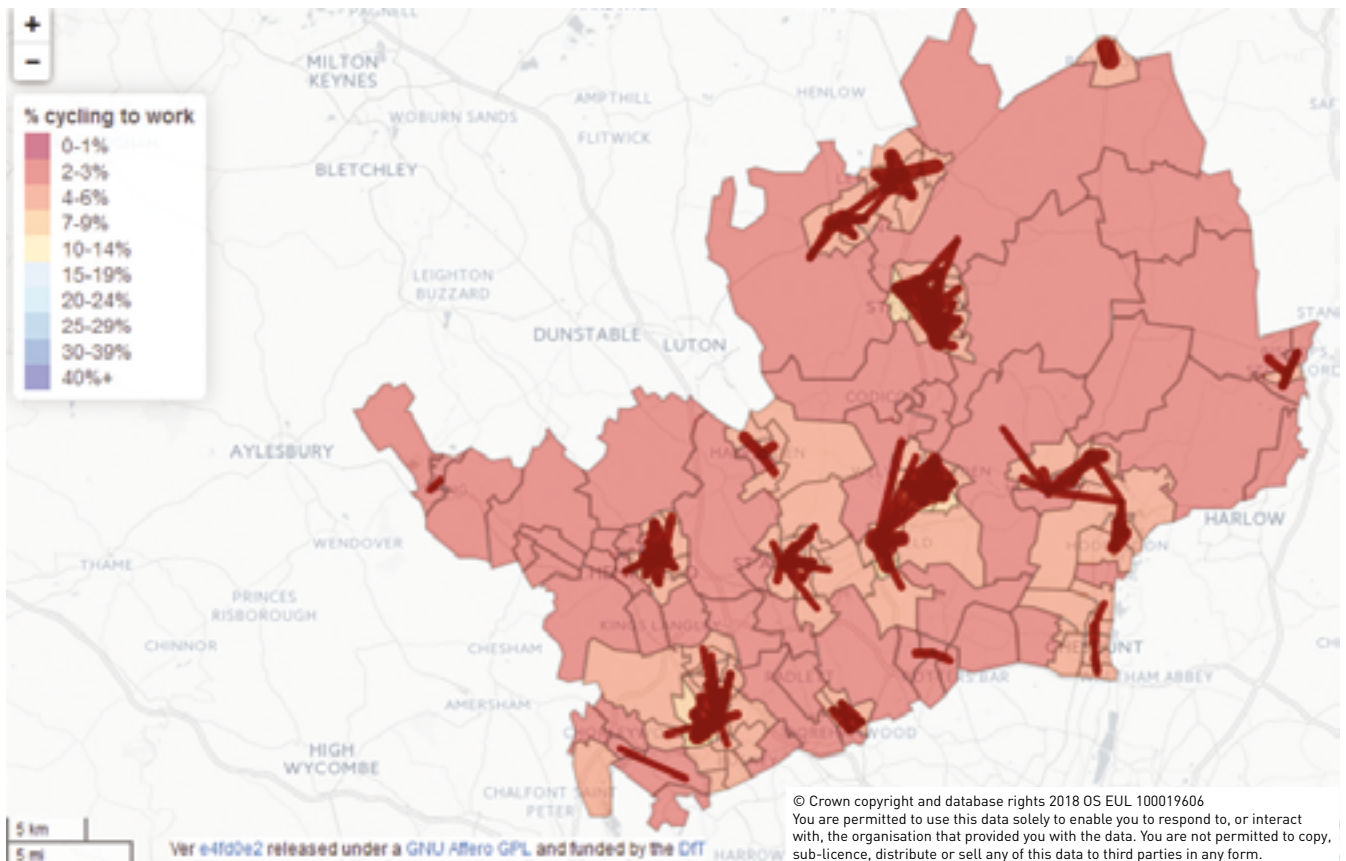 +
−
% cycling to work
0-1%
2-3%
4-6%
7-9%
10-14%
15-19%
20-24%
25-29%
30-39%
40%+
MILTON
KEYNES
WOBURN SANDS
BLETCHLEY
AMPTHILL
FLITWICK
HENLOW
LEIGHTON
BUZZARD
DUNSTABLE
LUTON
CODICO
AYLESBURY
WENDOVER
THAME
PRINCES
RISBOROUGH
CHINNOR
CHESHAM
KINGS LANGLEY
AMERSHAM
HIGH
WYCOMBE
CHALFONT SAINT
PETER
RADLETT
HARLOW
HARROW
5 km
5 mi
Ver e4fd0e2 released under a GNU Affero GPL and funded by the DfT
© Crown copyright and database rights 2018 OS EUL 100019606
You are permitted to use this data solely to enable you to respond to, or interact
with, the organisation that provided you with the data. You are not permitted to copy,
sub-licence, distribute or sell any of this data to third parties in any form.